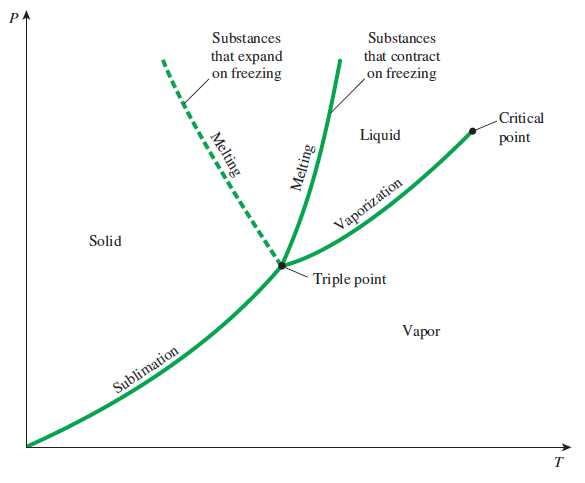 P
Substances
that expand
on freezing
Substances
that contract
on freezing
Critical
point
Melting
Melting
Liquid
Vaporization
Solid
Triple point
Vapor
Sublimation
T